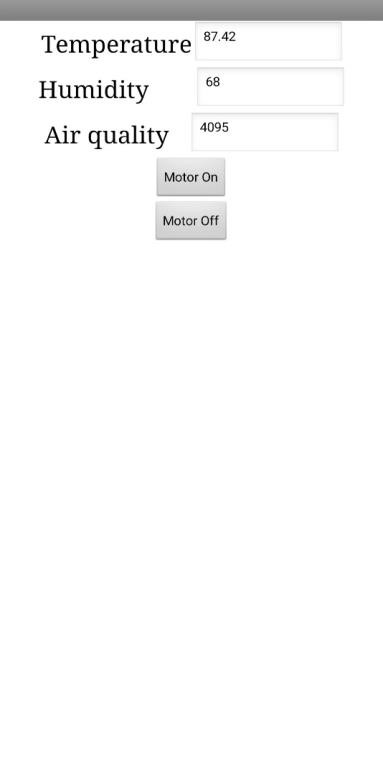 Temperature 87.42
Humidity 68
Air quality 4095
Motor On
Motor Off